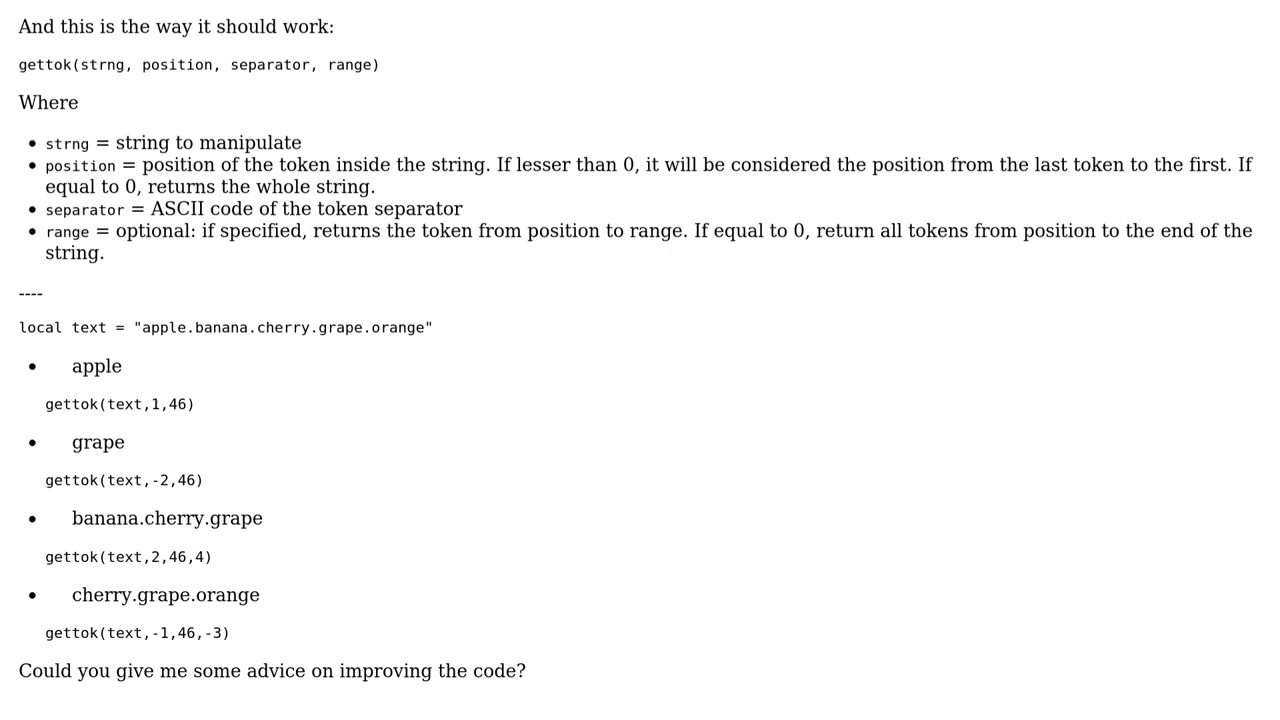 And this is the way it should work:
gettok(strng, position, separator, range)
Where
• strng = string to manipulate
• position = position of the token inside the string. If lesser than 0, it will be considered the position from the last token to the first. If
equal to 0, returns the whole string.
• separator = ASCII code of the token separator
• range = optional: if specified, returns the token from position to range. If equal to 0, return all tokens from position to the end of the
string.
----
local text = "apple.banana.cherry.grape.orange"
• apple
gettok(text,1,46)
• grape
gettok(text,-2,46)
• banana.cherry.grape
gettok(text,2,46,4)
• cherry.grape.orange
gettok(text,-1,46,-3)
Could you give me some advice on improving the code?